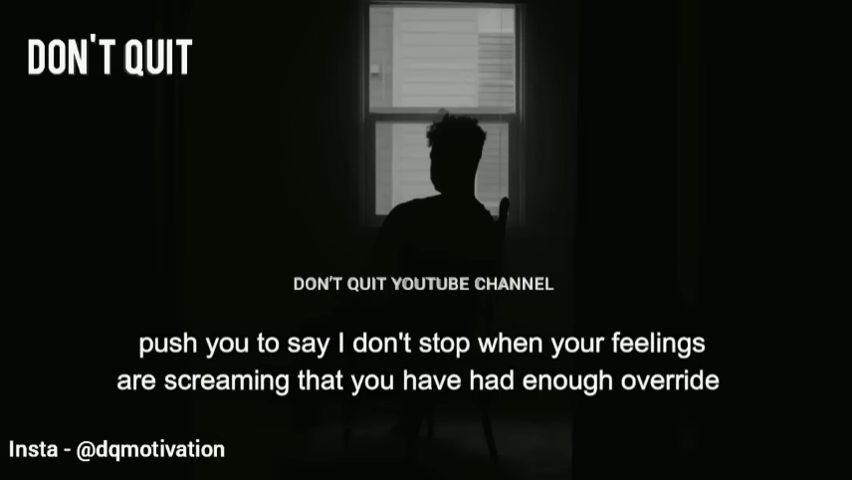 DON'T QUIT
DON'T QUIT YOUTUBE CHANNEL
push you to say I don't stop when your feelings
are screaming that you have had enough override
Insta - @dqmotivation